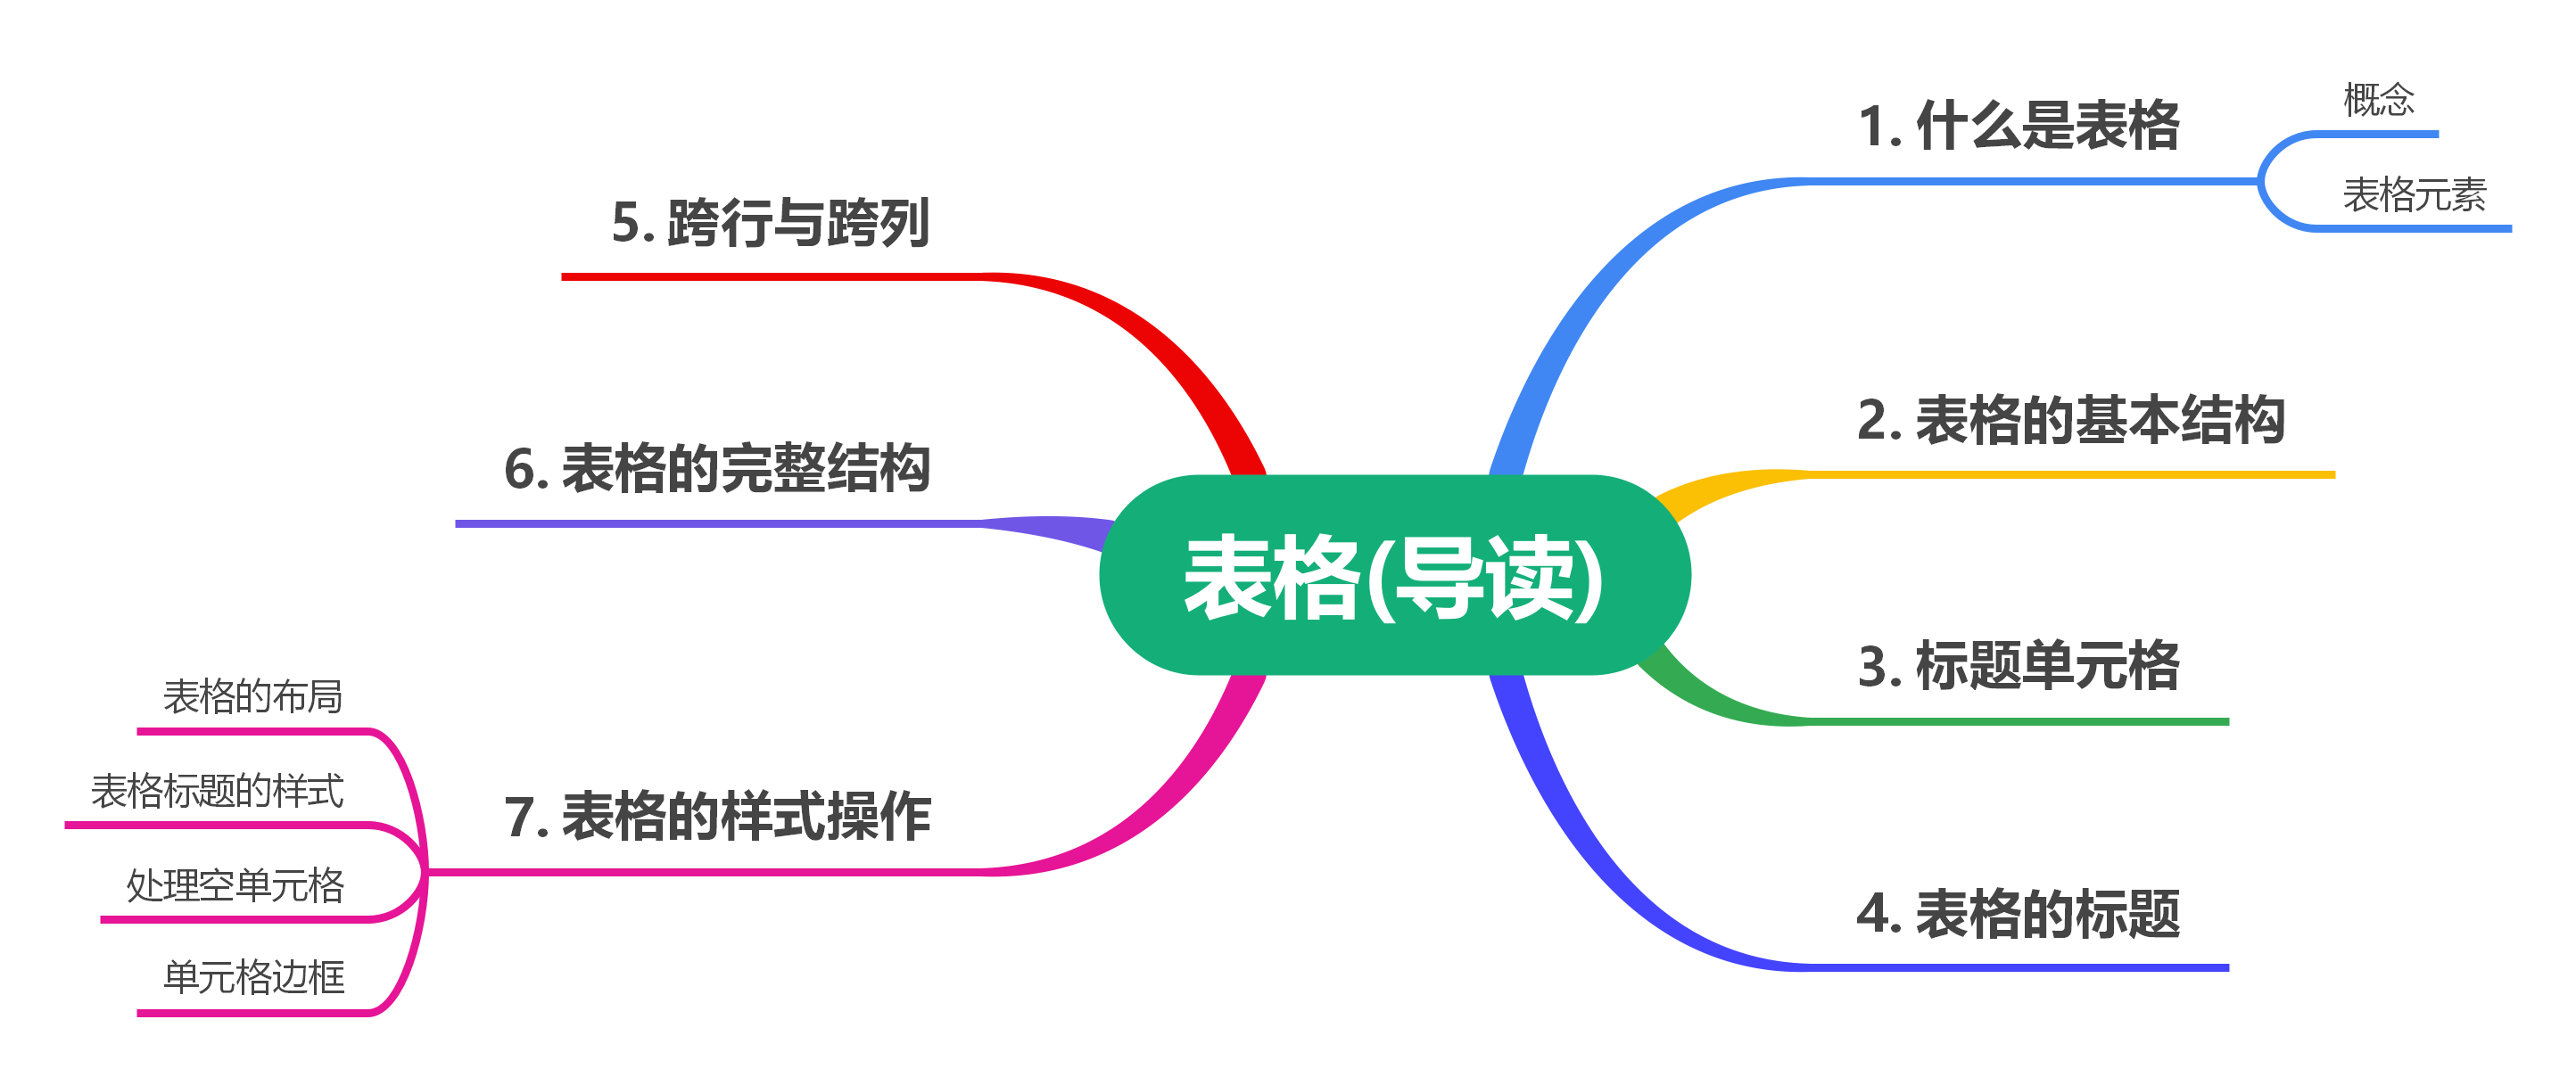 表格(导读)
1. 什么是表格
概念
表格元素
2. 表格的基本结构
3. 标题单元格
4. 表格的标题
5. 跨行与跨列
6. 表格的完整结构
7. 表格的样式操作
表格的布局
表格标题的样式
处理空单元格
单元格边框